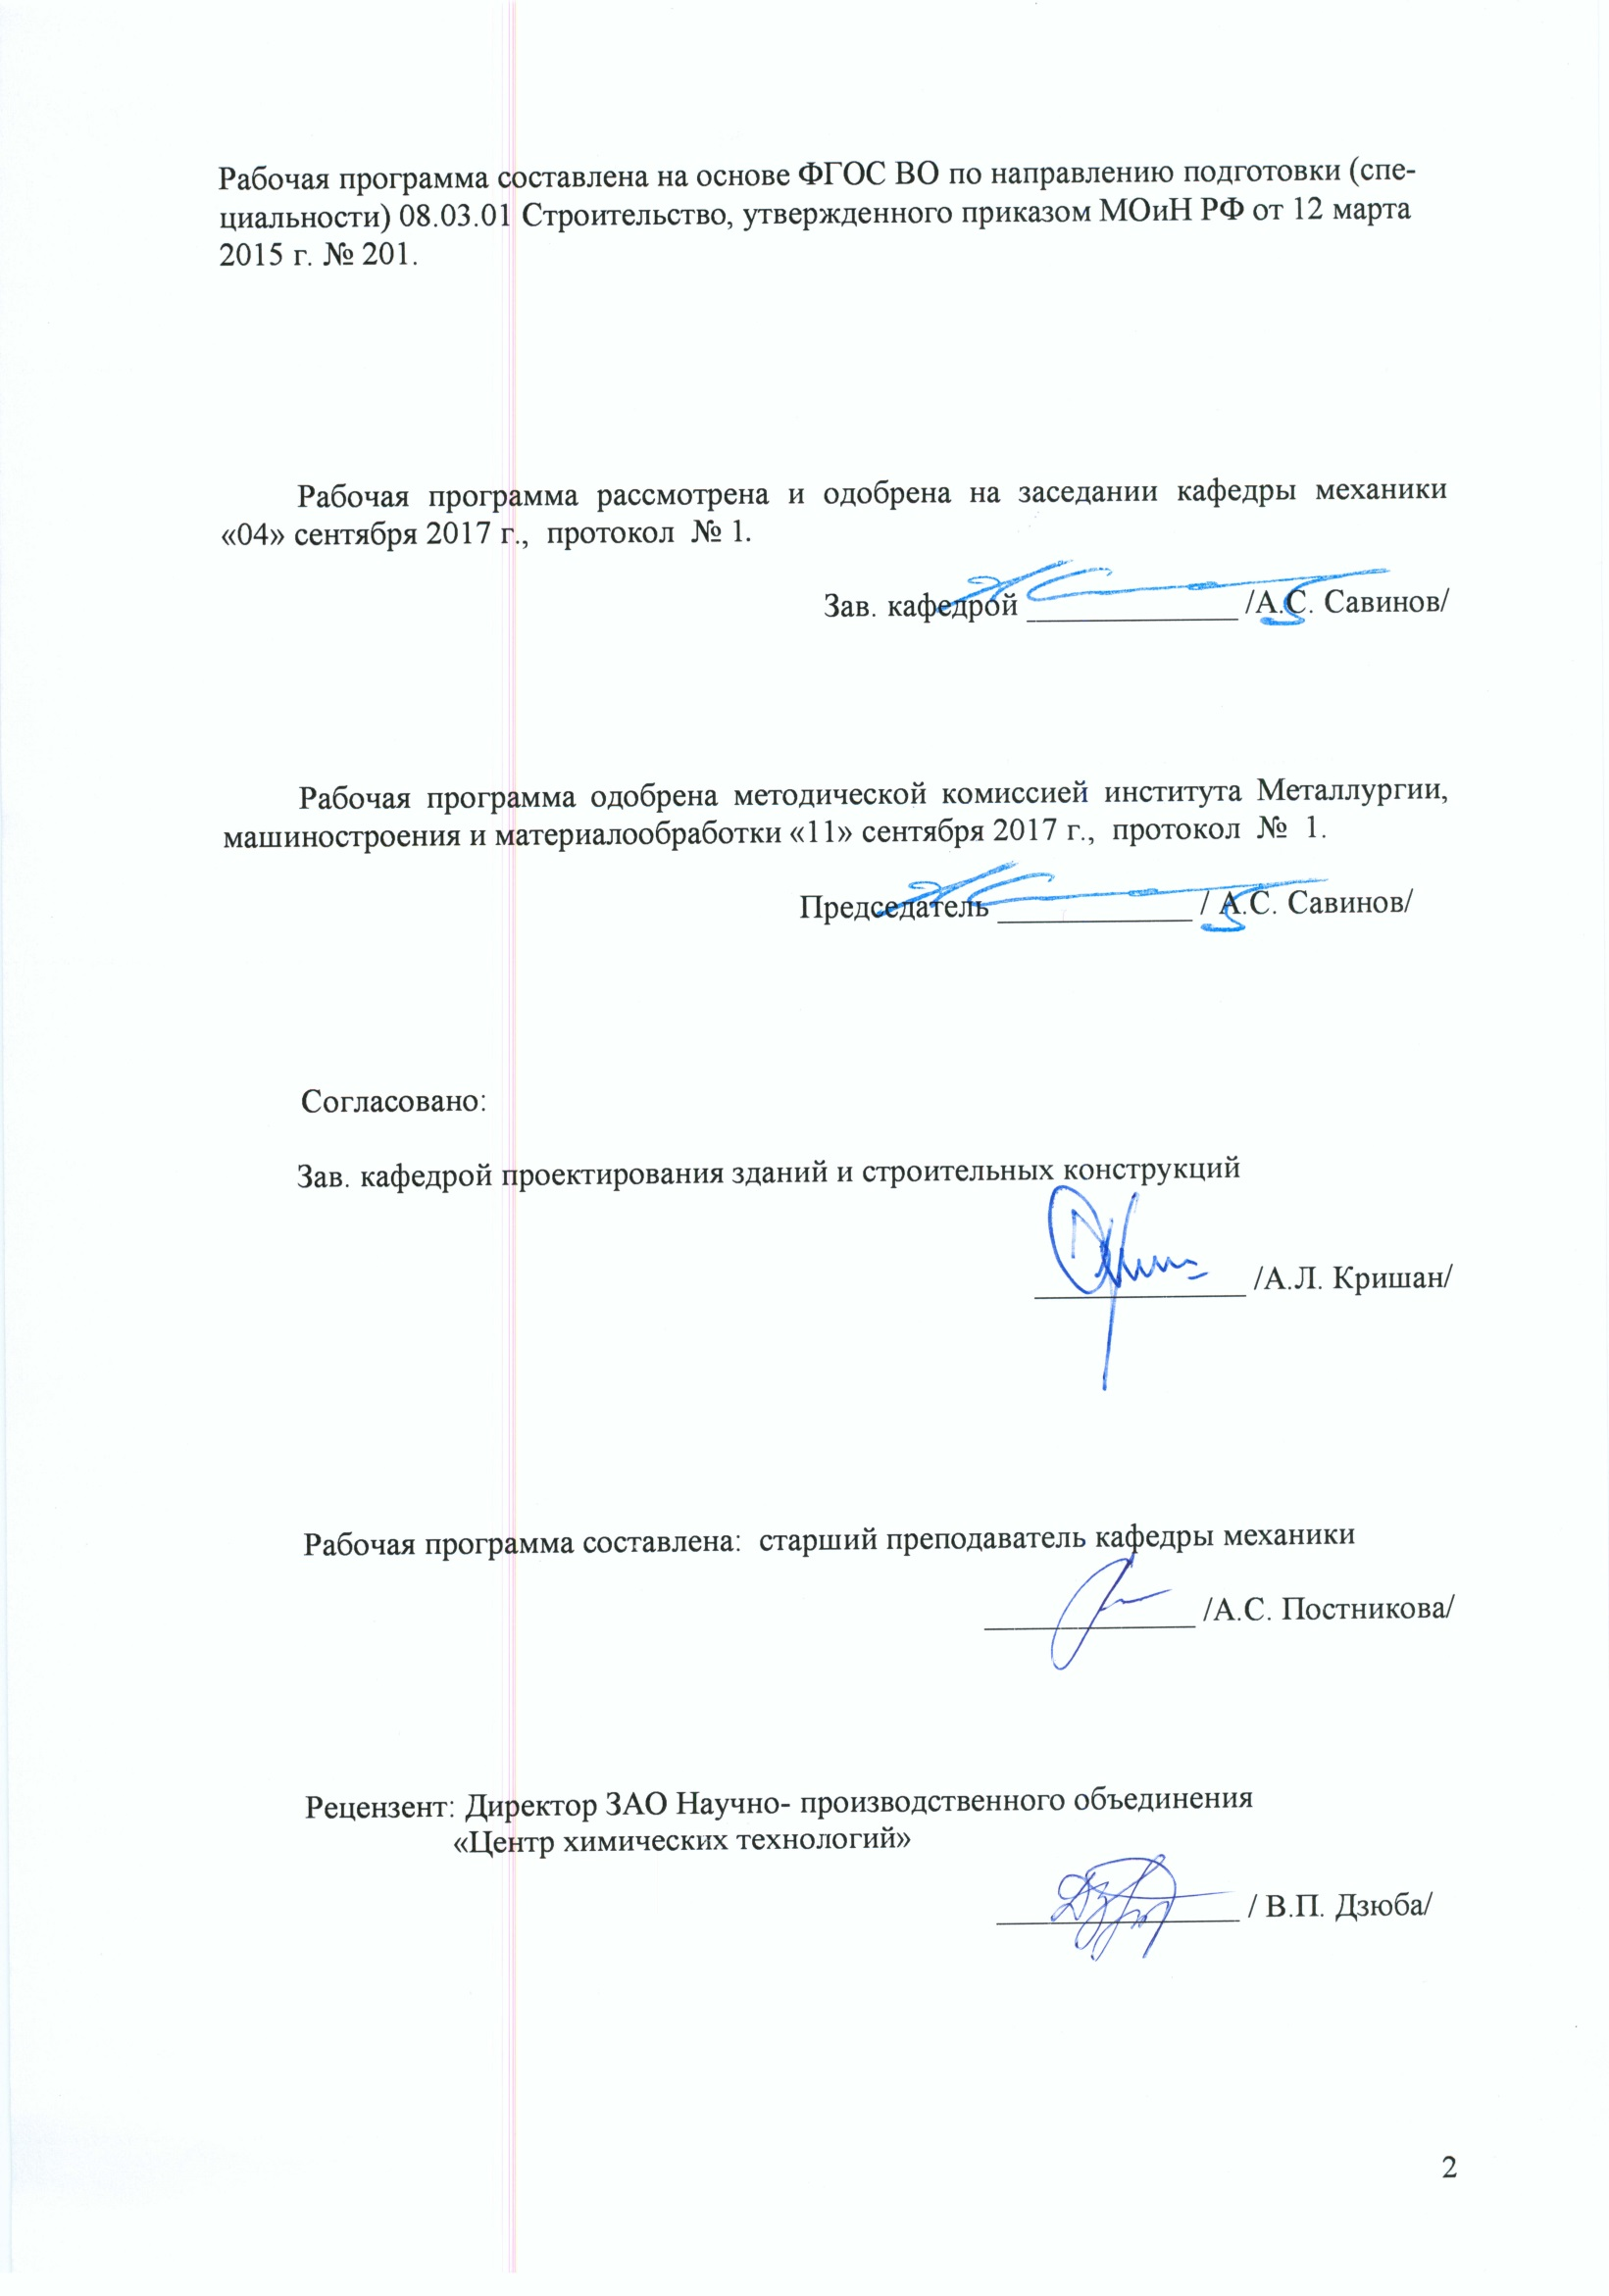 Рабочая программа составлена на основе ФГОС ВО по направлению подготовки (спе-
циальности) 08.03.01 Строительство, утвержденного приказом МОиН РФ от 12 марта
2015 г. № 201.
Рабочая программа рассмотрена и одобрена на заседании кафедры механики
«04» сентября 2017 г., протокол № 1.
Зав. кафедрой _____________ /А.С. Савинов/
Рабочая программа одобрена методической комиссией института Металлургии,
машиностроения и материалообработки «11» сентября 2017 г., протокол № 1.
Председатель ____________ / А.С. Савинов/
Согласовано:
Зав. кафедрой проектирования зданий и строительных конструкций
_____________ /А.Л. Кришан/
Рабочая программа составлена: старший преподаватель кафедры механики
_____________ /А.С. Постникова/
Рецензент: Директор ЗАО Научно- производственного объединения
«Центр химических технологий»
_______________ / В.П. Дзюба/
2